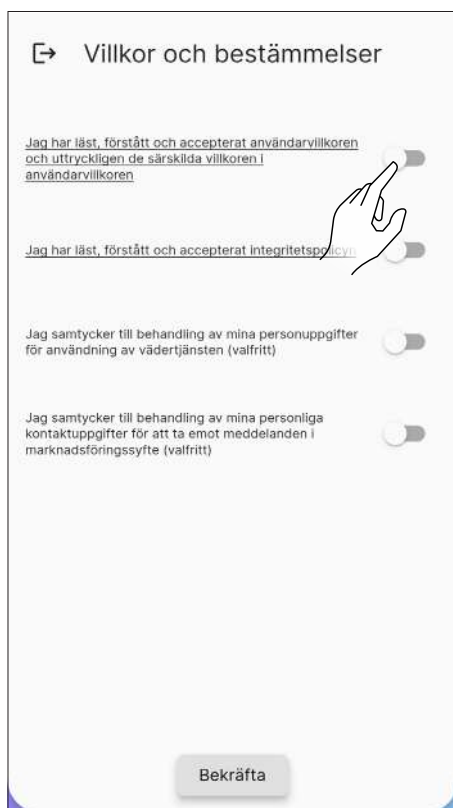 Villkor och bestämmelser
Jag har läst, förstått och accepterat användarvillkoren
och uttryckligen de särskilda villkoren i
användarvillkoren
Jag har läst, förstått och accepterat integritetspolicyn
Jag samtycker till behandling av mina personuppgifter
för användning av vädertjänsten (valfritt)
Jag samtycker till behandling av mina personliga
kontaktuppgifter för att ta emot meddelanden i
marknadsföringssyfte (valfritt)
Bekräfta